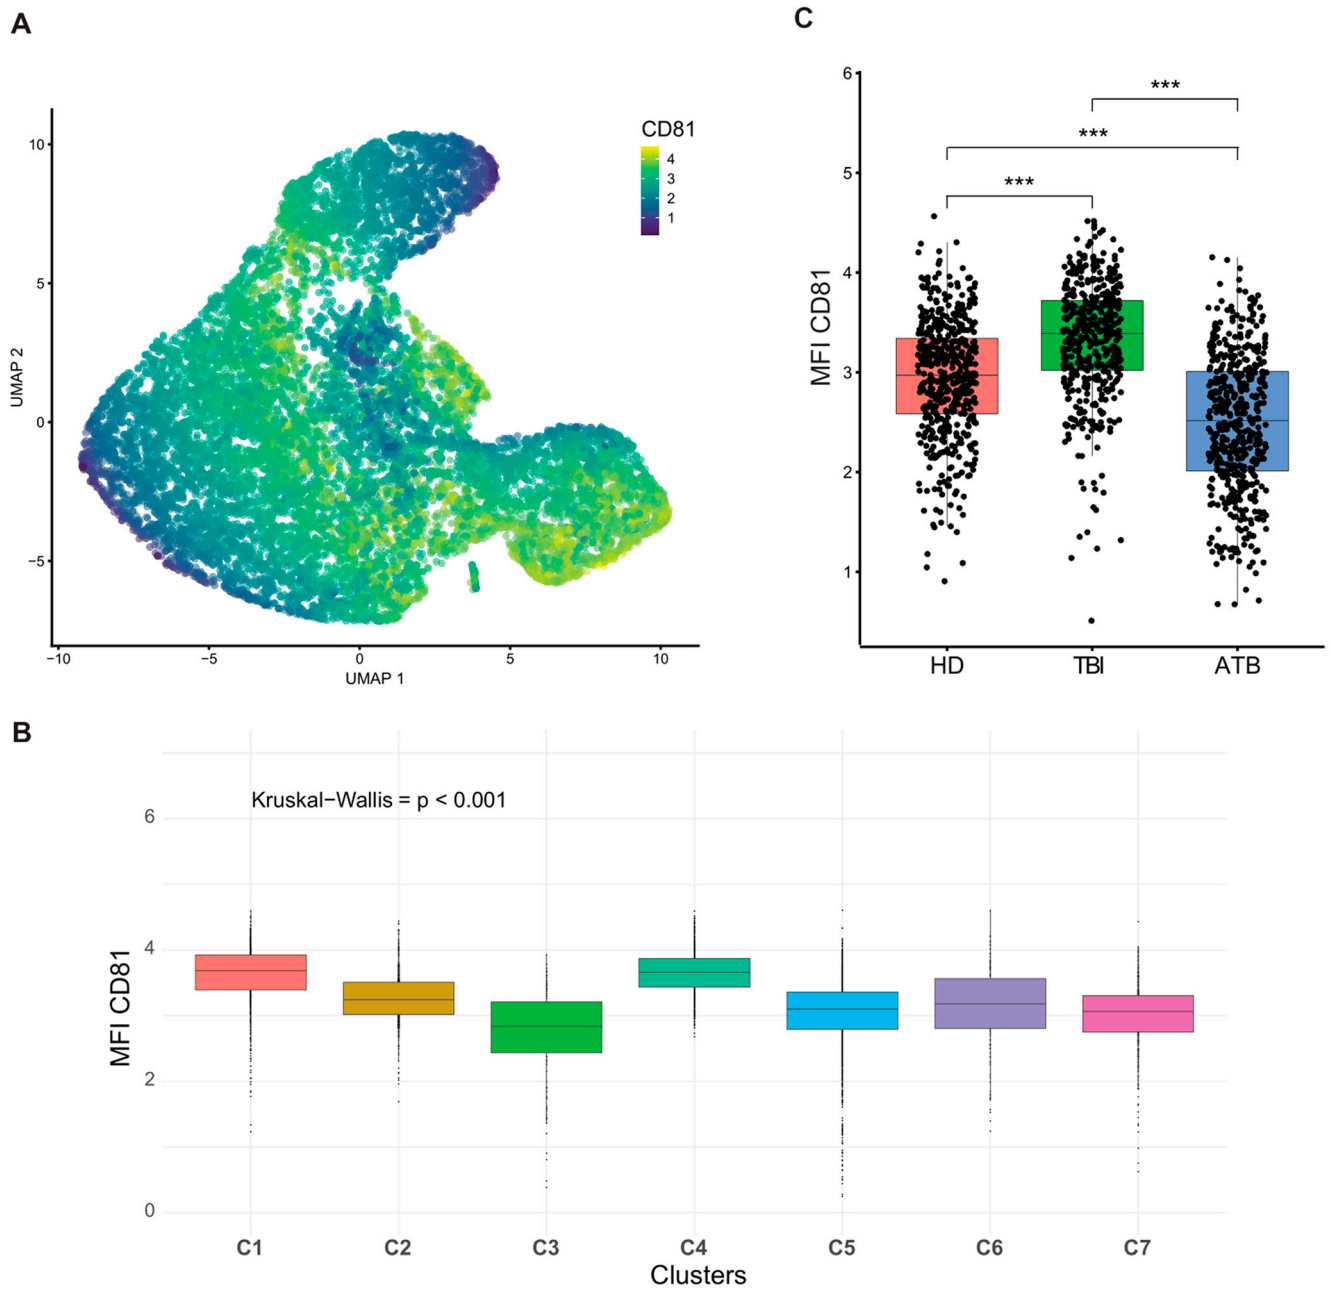 A
CD81
4
3
2
1
10
5
0
−5
UMAP 2
−10
−5
0
5
10
UMAP 1
C
6
5
4
3
2
1
MFI CD81
***
***
***
HD
TBI
ATB
B
Kruskal−Wallis = p < 0.001
6
4
2
0
MFI CD81
C1
C2
C3
C4
C5
C6
C7
Clusters